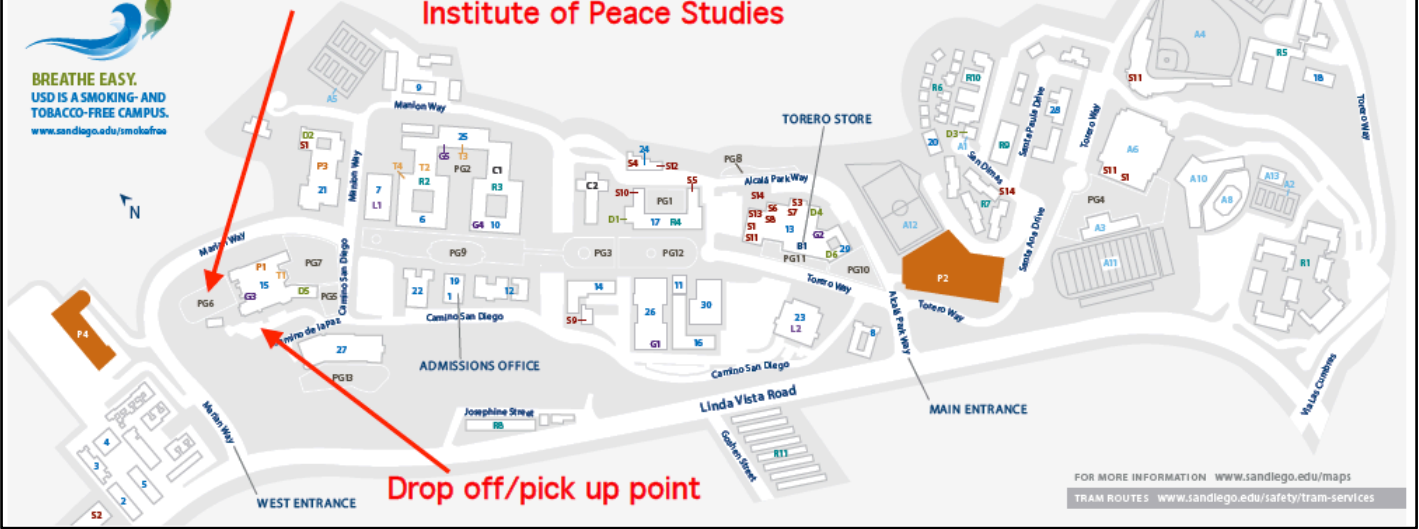 Institute of Peace Studies
BREATHE EASY.
USD IS A SMOKING- AND
TOBACCO-FREE CAMPUS.
www.sandiego.edu/smokefree
N
A5
9
Manion Way
D2
S1
P3
21
Manion Way
7
L1
T4
T2
R2
6
25
G5
T3
PG2
C1
R3
G4 10
C2
24
S4
S12
S5
S10
PG1
D1
17 R4
PG8
Alcalá Park Way
TORERO STORE
S14
S6
S3
S13
S8
S7
D4
S1
13
S11
B1
G2
29
D6
PG11
PG10
Torero Way
A12
P2
Torero Way
Alcalá Park Way
R6
R10
D3
A1
20
San Dimas
R9
R7
S14
Santa Paula Drive
28
Santa Ana Drive
Torero Way
S11
A4
R5
18
Torero Way
A6
S11
S1
PG4
A3
A11
A10
A8
A13
A2
R1
Via Las Cumbres
Marian Way
P1
T1
15
G3
D5
PG7
PG5
PG6
Camino San Diego
Camino de la Paz
27
PG13
PG9
PG3
PG12
22
19
1
12
Camino San Diego
ADMISSIONS OFFICE
14
S9
26
G1
11
30
16
23
L2
8
Camino San Diego
Linda Vista Road
MAIN ENTRANCE
Josephine Street
R8
Goshen Street
R11
P4
Marian Way
4
3
5
2
S2
WEST ENTRANCE
Drop off/pick up point
FOR MORE INFORMATION www.sandiego.edu/maps
TRAM ROUTES www.sandiego.edu/safety/tram-services